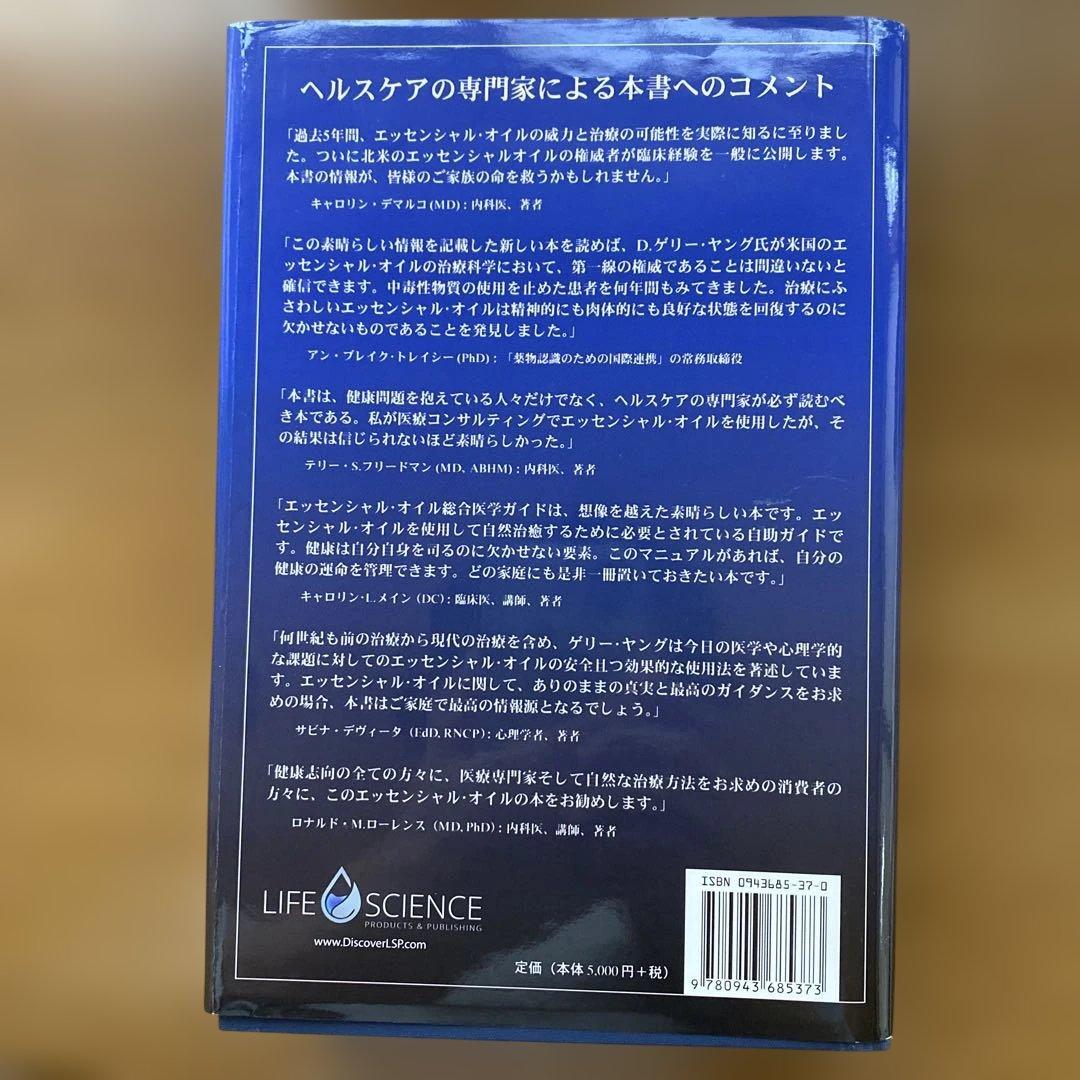 ヘルスケアの専門家による本書へのコメント
「過去5年間、エッセンシャル・オイルの威力と治療の可能性を実際に知るに至りまし
た。ついに北米のエッセンシャルオイルの権威者が臨床経験を一般に公開します。
本書の情報が、皆様のご家族の命を救うかもしれません。」
キャロリン・デマルコ(MD):内科医、著者
「この素晴らしい情報を記載した新しい本を読めば、D.ゲリー・ヤング氏が米国のエ
ッセンシャル・オイルの治療科学において、第一線の権威であることは間違いないと
確信できます。中毒性物質の使用を止めた患者を何年間もみてきました。治療にふ
さわしいエッセンシャル・オイルは精神的にも肉体的にも良好な状態を回復するのに
欠かせないものであることを発見しました。」
アン・ブレイク・トレイシー(PhD):「薬物認識のための国際連携」の常務取締役
「本書は、健康問題を抱えている人々だけでなく、ヘルスケアの専門家が必ず読むべ
き本である。私が医療コンサルティングでエッセンシャル・オイルを使用したが、そ
の結果は信じられないほど素晴らしかった。」
テリー・S.フリードマン(MD、ABHM):内科医、著者
「エッセンシャル・オイル総合医学ガイドは、想像を越えた素晴らしい本です。エッ
センシャル・オイルを使用して自然治癒するために必要とされている自助ガイドで
す。健康は自分自身を司るのに欠かせない要素。このマニュアルがあれば、自分の
健康の運命を管理できます。どの家庭にも是非一冊置いておきたい本です。」
キャロリン・L.メイン(DC):臨床医、講師、著者
「何世紀も前の治療から現代の治療を含め、ゲリー・ヤングは今日の医学や心理学的
な課題に対してのエッセンシャル・オイルの安全且つ効果的な使用法を著述していま
す。エッセンシャル・オイルに関して、ありのままの真実と最高のガイダンスをお求
めの場合、本書はご家庭で最高の情報源となるでしょう。」
サビナ・デヴィータ(EdD, RNCP):心理学者、著者
「健康志向の全ての方々に、医療専門家そして自然な治療方法をお求めの消費者の
方々に、このエッセンシャル・オイルの本をお勧めします。」
ロナルド・M.ローレンス(MD, PhD):内科医、講師、著者
LIFE SCIENCE
PRODUCTS & PUBLISHING
www.DiscoverLSP.com
定価(本体5,000円+税)
ISBN 0943685-37-0
9 780943 685373